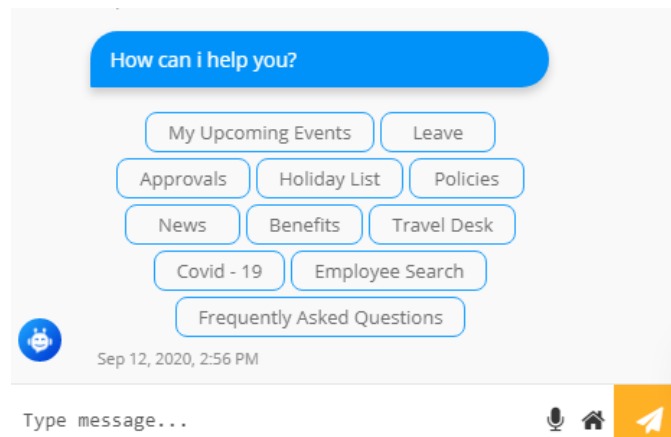 How can i help you?
My Upcoming Events Leave
Approvals Holiday List Policies
News Benefits Travel Desk
Covid - 19 Employee Search
Frequently Asked Questions
Sep 12, 2020, 2:56 PM
Type message...